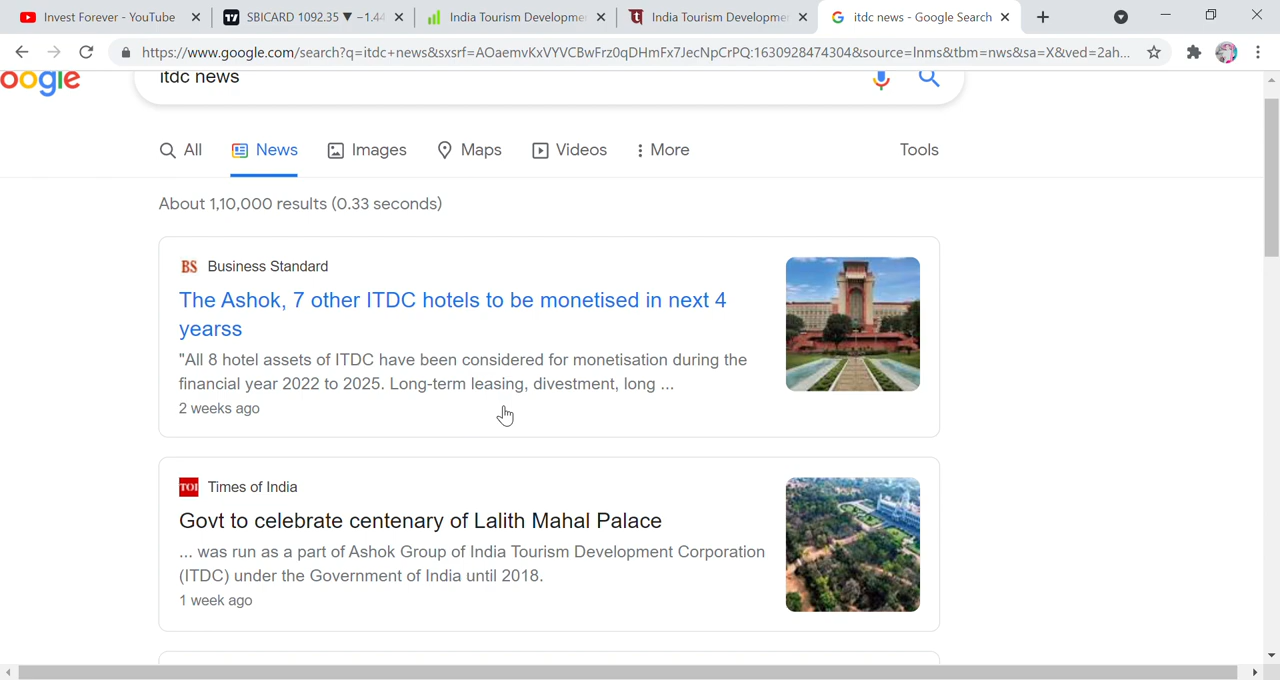 Invest Forever - YouTube
SBICARD 1092.35 ▼ −1.44
India Tourism Developme
India Tourism Developme
itdc news - Google Search
https://www.google.com/search?q=itdc+news&sxsrf=AOaemvKxVYVCBwFrz0qDHmFx7JecNpCrPQ:1630928474304&source=lnms&tbm=nws&sa=X&ved=2ah...
oogle
itdc news
All
News
Images
Maps
Videos
More
Tools
About 1,10,000 results (0.33 seconds)
BS Business Standard
The Ashok, 7 other ITDC hotels to be monetised in next 4
yearss
"All 8 hotel assets of ITDC have been considered for monetisation during the
financial year 2022 to 2025. Long-term leasing, divestment, long ...
2 weeks ago
TOI Times of India
Govt to celebrate centenary of Lalith Mahal Palace
... was run as a part of Ashok Group of India Tourism Development Corporation
(ITDC) under the Government of India until 2018.
1 week ago